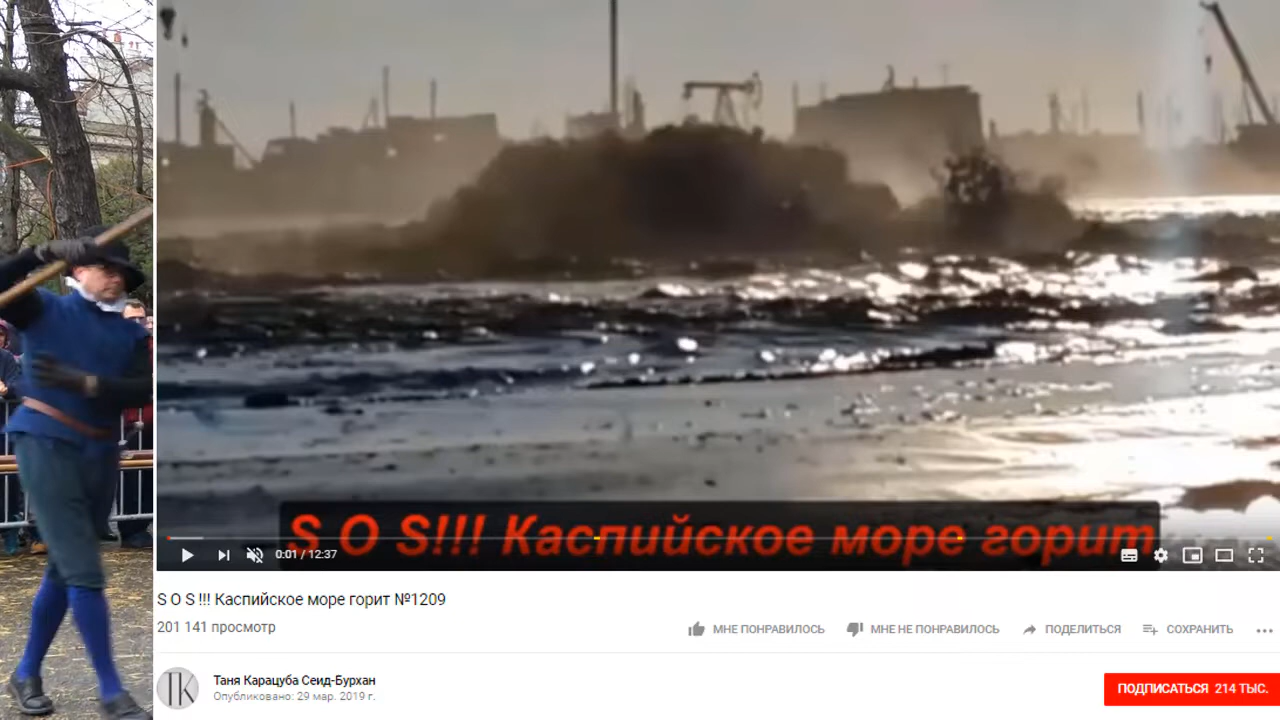 S O S!!! Каспийское море горит
0:01 / 12:37
S O S !!! Каспийское море горит №1209
201 141 просмотр
МНЕ ПОНРАВИЛОСЬ
МНЕ НЕ ПОНРАВИЛОСЬ
ПОДЕЛИТЬСЯ
СОХРАНИТЬ
TK
Таня Карацуба Сеид-Бурхан
Опубликовано: 29 мар. 2019 г.
ПОДПИСАТЬСЯ 214 ТЫС.